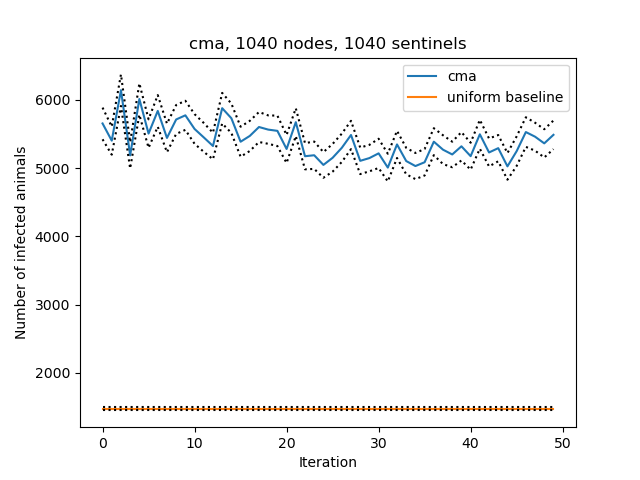 cma, 1040 nodes, 1040 sentinels
cma
uniform baseline
Number of infected animals
6000
5000
4000
3000
2000
0
10
20
30
40
50
Iteration